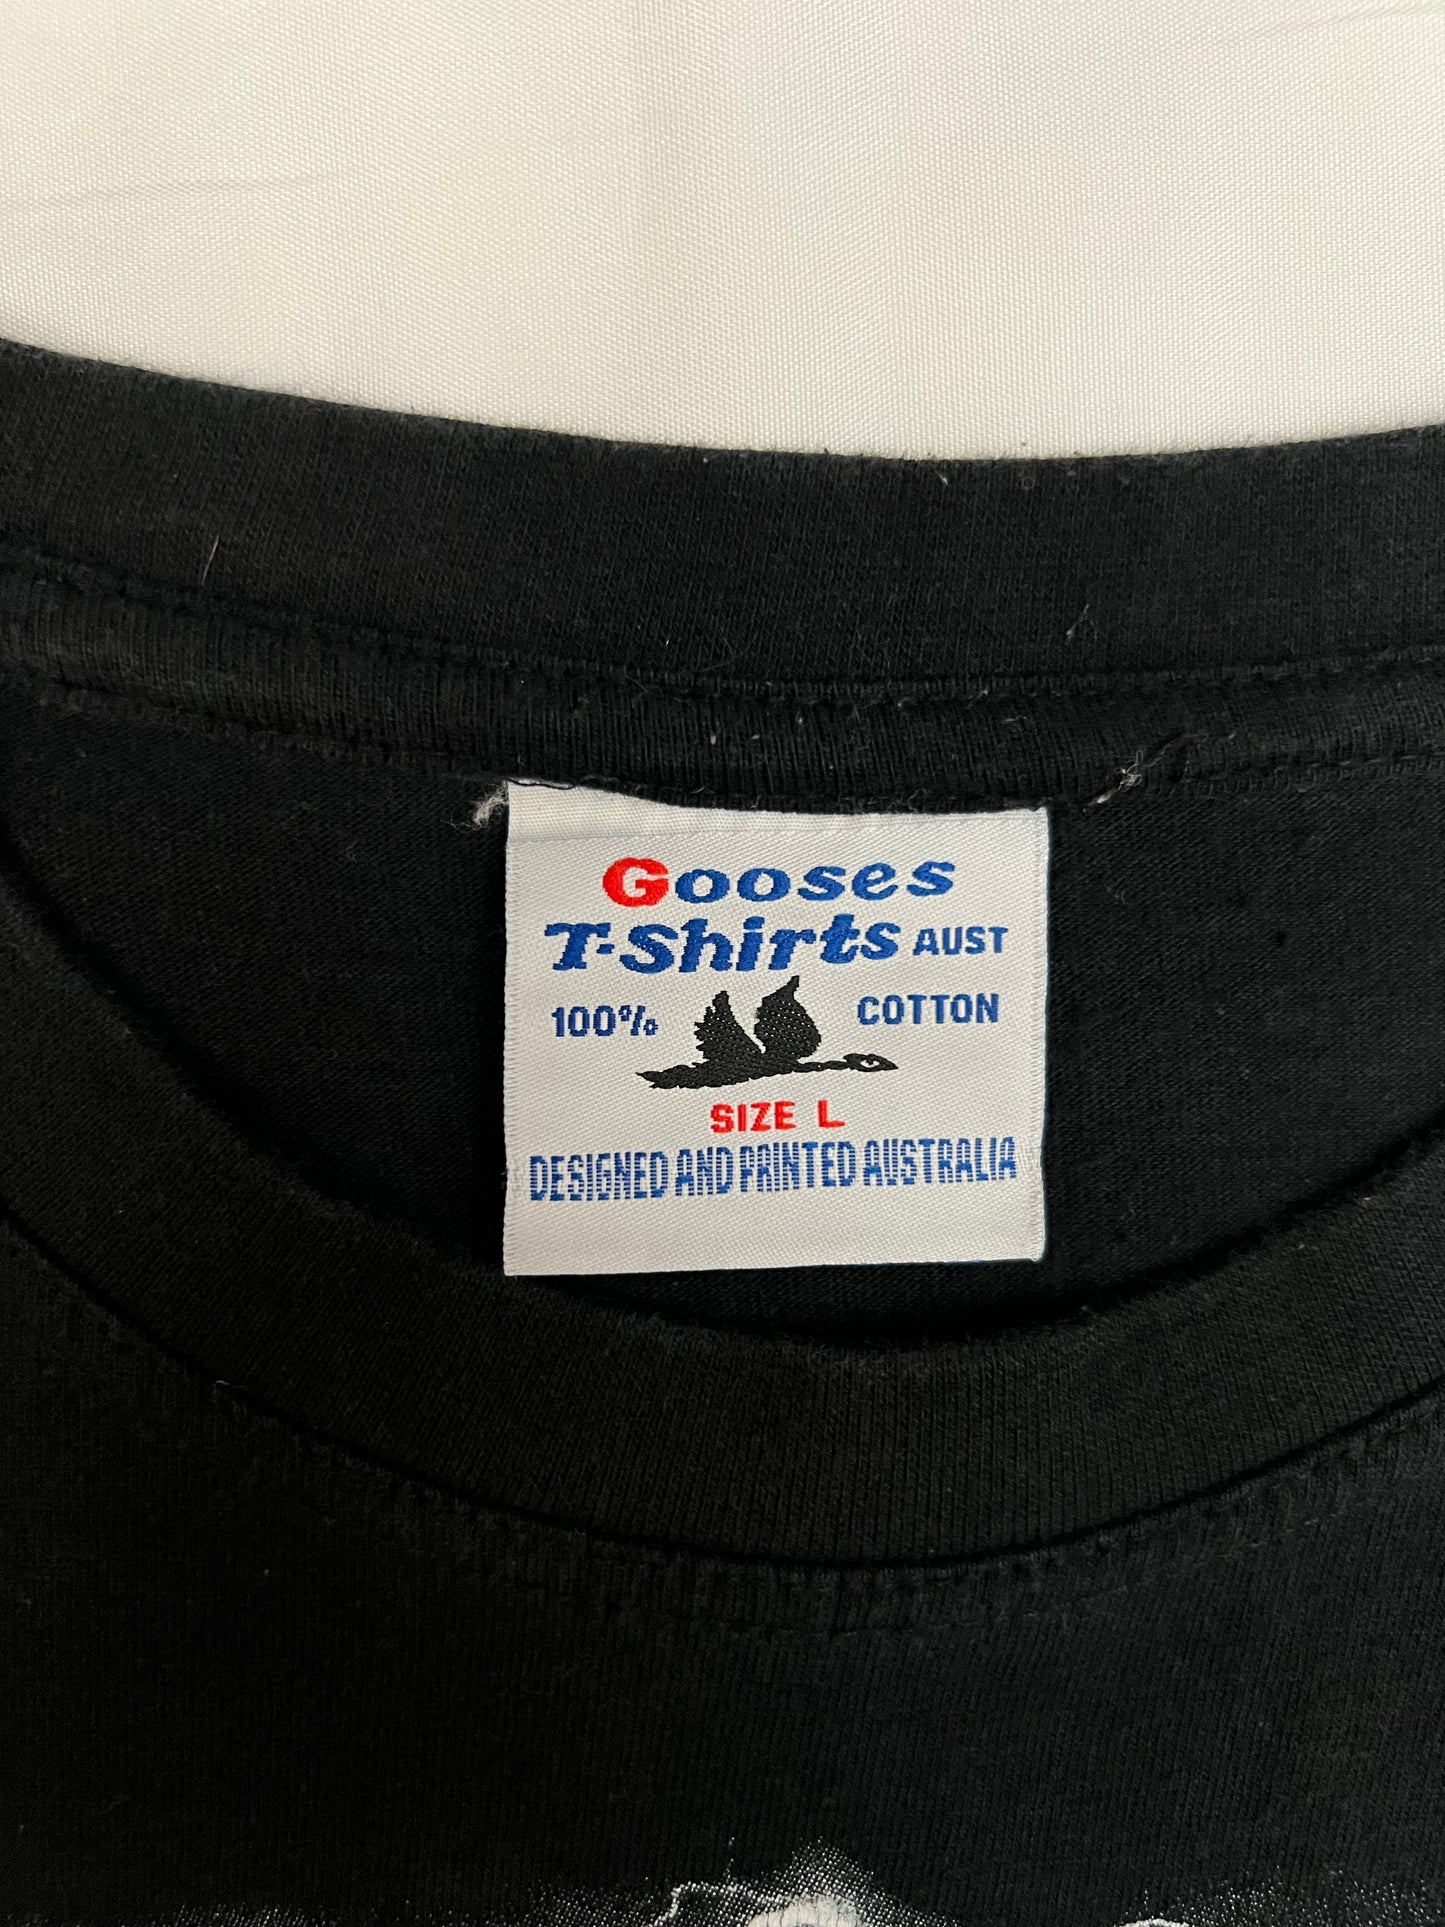 Gooses
T-Shirts AUST
100% COTTON
SIZE L
DESIGNED AND PRINTED AUSTRALIA